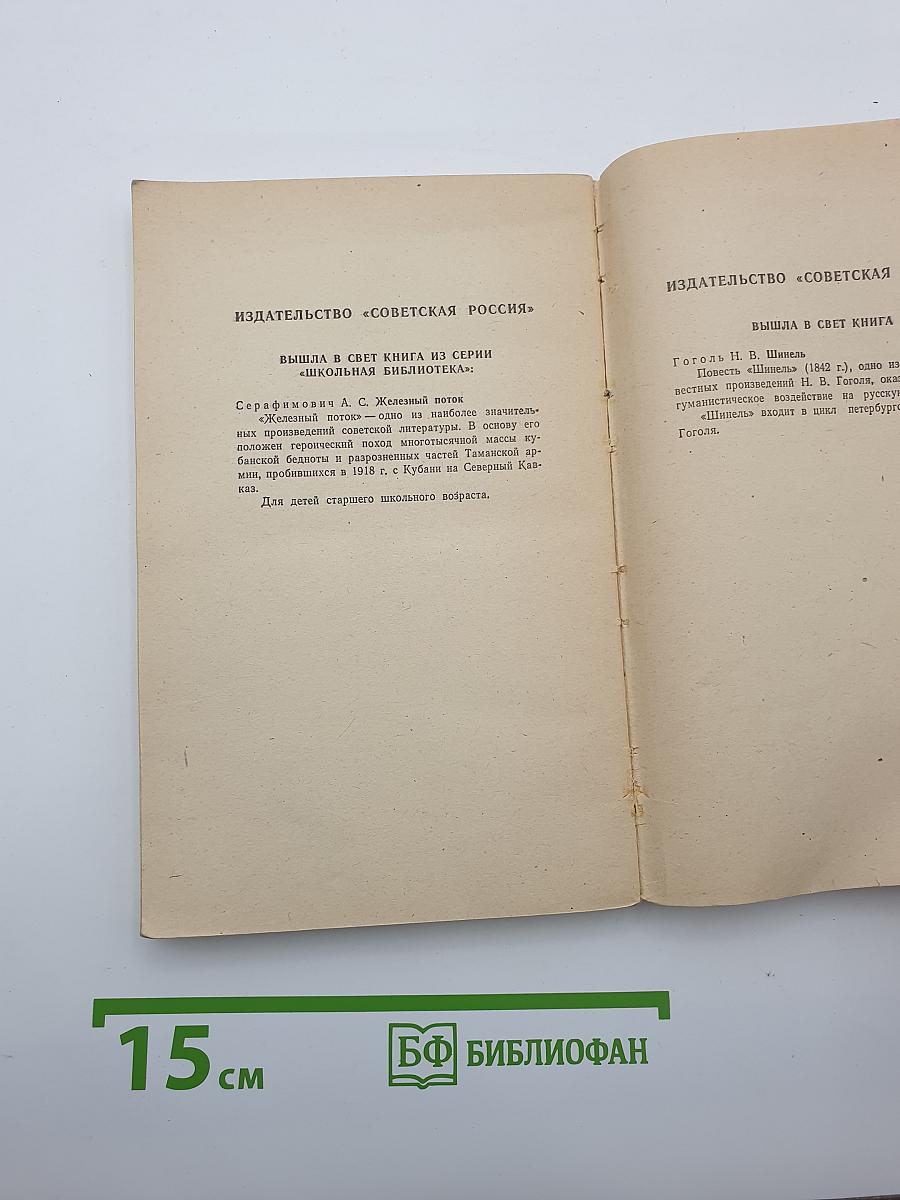 ИЗДАТЕЛЬСТВО «СОВЕТСКАЯ РОССИЯ»
ВЫШЛА В СВЕТ КНИГА ИЗ СЕРИИ
«ШКОЛЬНАЯ БИБЛИОТЕКА»:
Серафимович А. С. Железный поток
«Железный поток» — одно из наиболее значитель-
ных произведений советской литературы. В основу его
положен героический поход многотысячной массы ку-
банской бедноты и разрозненных частей Таманской ар-
мии, пробившихся в 1918 г. с Кубани на Северный Кав-
каз.
Для детей старшего школьного возраста.
ИЗДАТЕЛЬСТВО «СОВЕТСКАЯ
ВЫШЛА В СВЕТ КНИГА
Гоголь Н. В. Шинель
Повесть «Шинель» (1842 г.), одно из
вестных произведений Н. В. Гоголя, оказ
гуманистическое воздействие на русскую
«Шинель» входит в цикл петербургс
Гоголя.
15 см
БФ БИБЛИОФАН